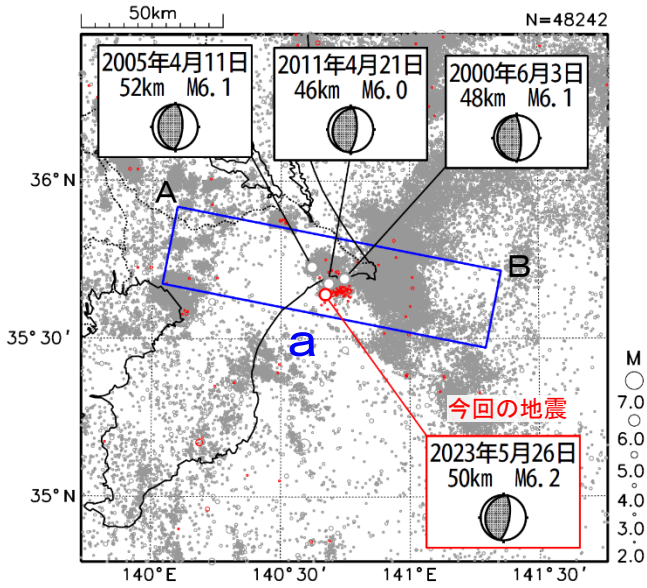 50km
N=48242
2005年4月11日
52km M6.1
2011年4月21日
46km M6.0
2000年6月3日
48km M6.1
36°N
A
B
35°30′
a
今回の地震
2023年5月26日
50km M6.2
35°N
M
7.0
6.0
5.0
4.0
3.0
2.0
140°E
140°30′
141°E
141°30′